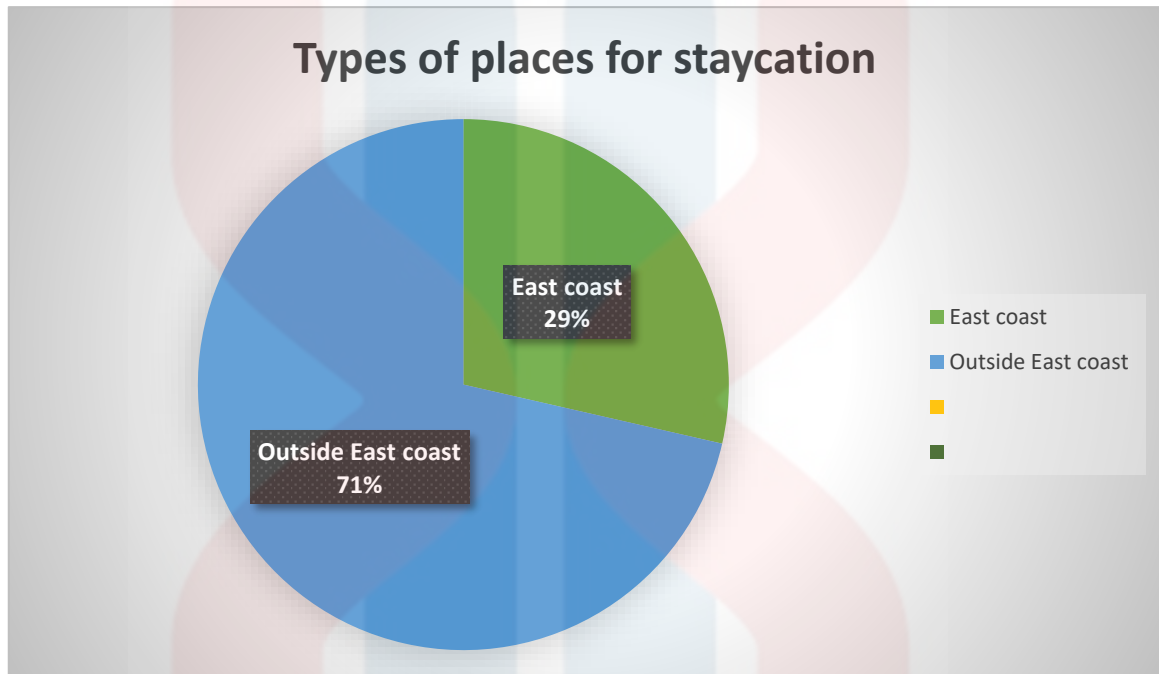 Types of places for staycation
East coast
29%
Outside East coast
71%
East coast
Outside East coast